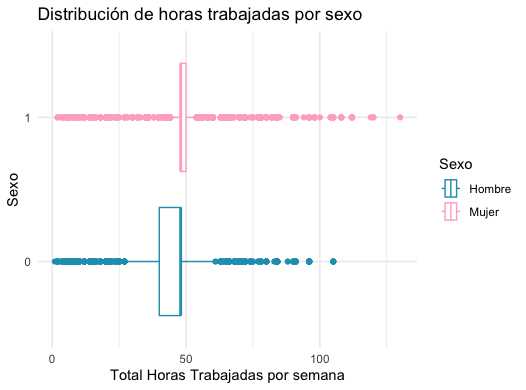 Distribución de horas trabajadas por sexo
1
0
Sexo
0
50
100
Total Horas Trabajadas por semana
Sexo
Hombre
Mujer